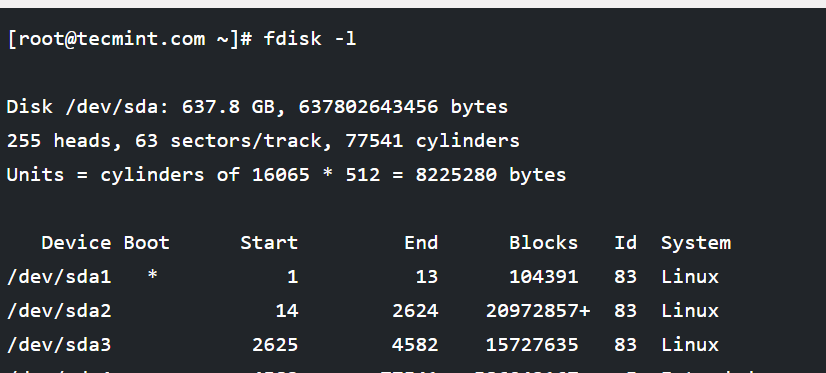 [root@tecmint.com ~]# fdisk -l
Disk /dev/sda: 637.8 GB, 637802643456 bytes
255 heads, 63 sectors/track, 77541 cylinders
Units = cylinders of 16065 * 512 = 8225280 bytes
Device Boot Start End Blocks Id System
/dev/sda1 * 1 13 104391 83 Linux
/dev/sda2 14 2624 20972857+ 83 Linux
/dev/sda3 2625 4582 15727635 83 Linux